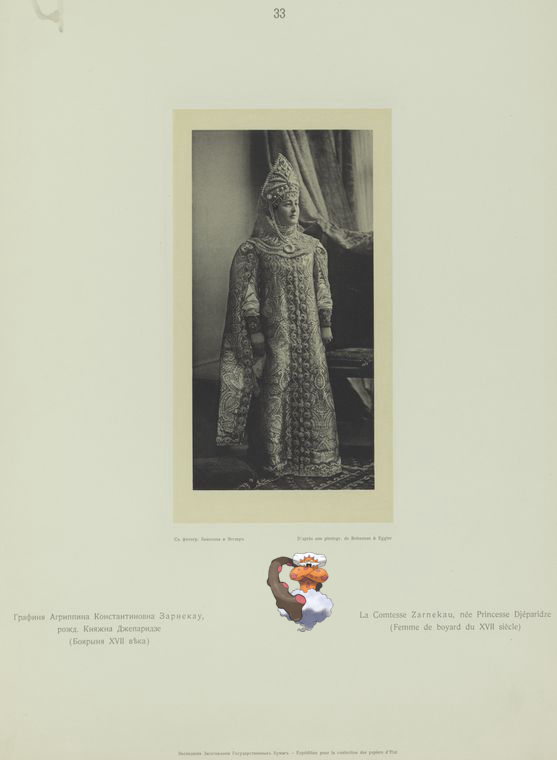 33
Съ фотогр. Боассона и Эгглеръ.
D'après une photogr. de Boissonas & Eggler
Графиня Агриппина Константиновна Зарнекау,
рожд. Княжна Джепаридзе
(Боярыня XVII вѣка)
La Comtesse Zarnekau, née Princesse Djéparidze
(Femme de boyard du XVII siècle)
Экспедиція Заготовленія Государственныхъ Бумагъ. — Expédition pour la confection des papiers d'État